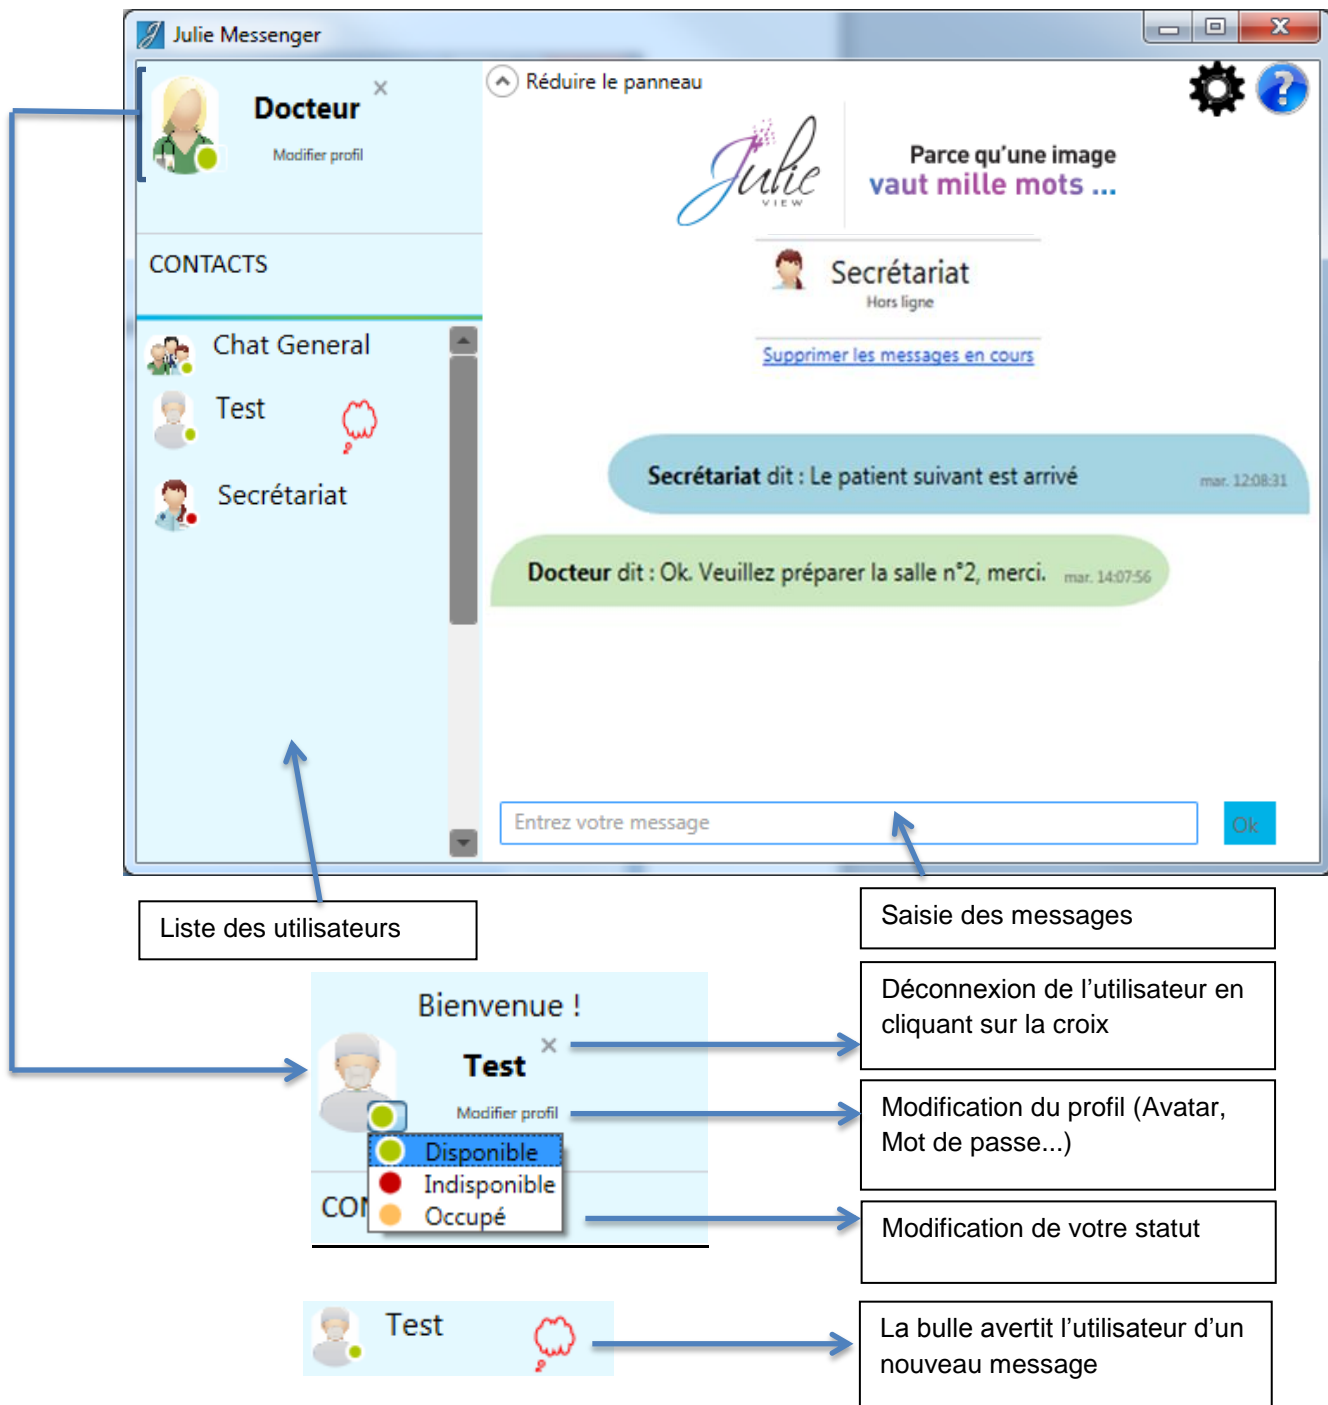 Julie Messenger
Docteur
Modifier profil
CONTACTS
Chat General
Test
Secrétariat
Réduire le panneau
Julie
VIEW
Parce qu'une image
vaut mille mots ...
Secrétariat
Hors ligne
Supprimer les messages en cours
Secrétariat dit : Le patient suivant est arrivé mar. 12:08:31
Docteur dit : Ok. Veuillez préparer la salle n°2, merci. mar. 14:07:56
Entrez votre message
Ok
Liste des utilisateurs
Saisie des messages
Bienvenue !
Test
Modifier profil
Disponible
Indisponible
Occupé
CON
Déconnexion de l'utilisateur en
cliquant sur la croix
Modification du profil (Avatar,
Mot de passe...)
Modification de votre statut
Test
La bulle avertit l'utilisateur d'un
nouveau message